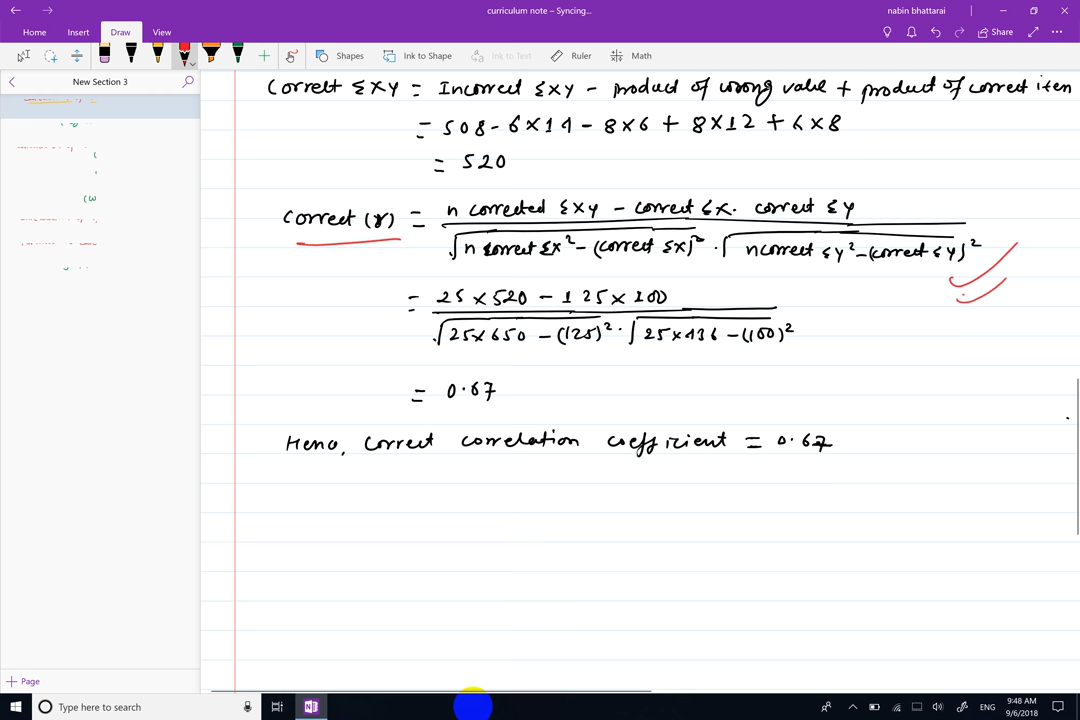 curriculum note – Syncing...
nabin bhattarai
Home Insert Draw View
Share
Shapes Ink to Shape Ink to Text Ruler Math
New Section 3
Correct ΣXY = Incorrect ΣXY - product of wrong value + product of correct item
= 508 - 6×14 - 8×6 + 8×12 + 6×8
= 520
Correct (r) = n corrected ΣXY - correct ΣX. correct ΣY
√n correct ΣX² - (correct ΣX)² . √n correct ΣY² - (correct ΣY)²
= 25 × 520 - 125 × 100
√25×650 - (125)² . √25×436 - (100)²
= 0.67
Hence, correct correlation coefficient = 0.67
(W
+ Page
Type here to search
ENG
9:48 AM
9/6/2018